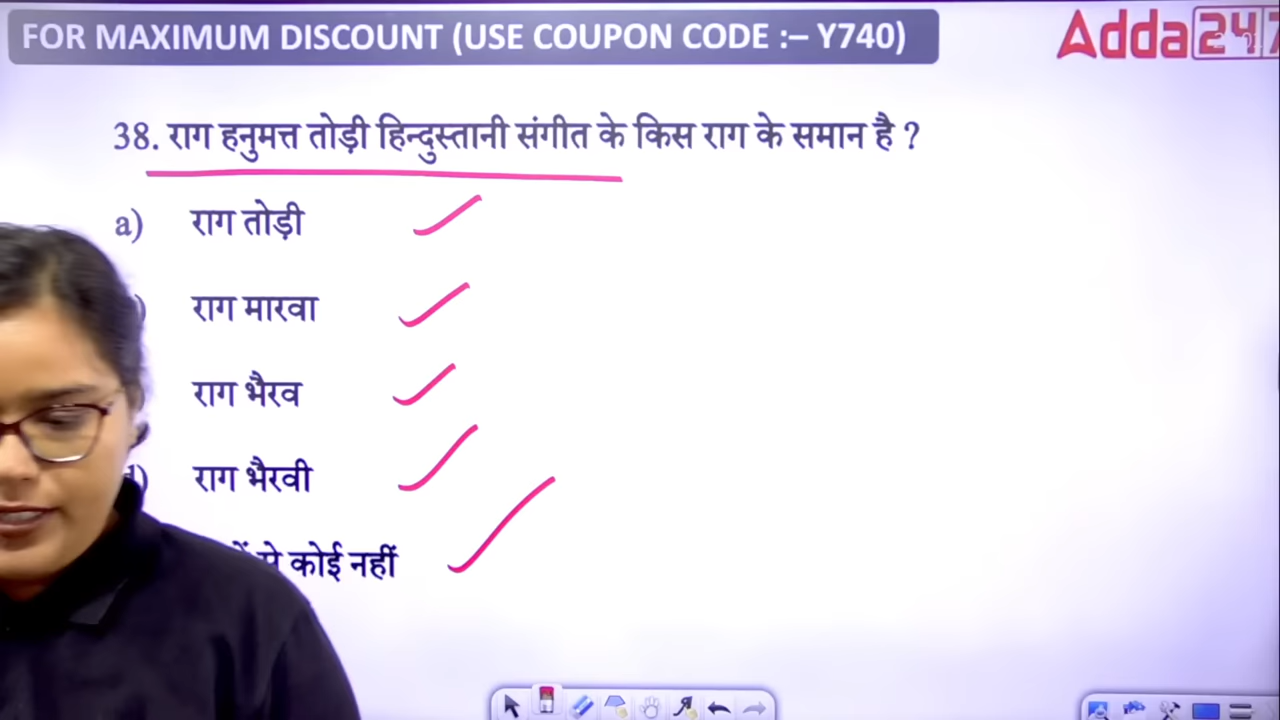 FOR MAXIMUM DISCOUNT (USE COUPON CODE :– Y740)
Adda247
38. राग हनुमत्त तोड़ी हिन्दुस्तानी संगीत के किस राग के समान है ?
a) राग तोड़ी
राग मारवा
राग भैरव
d) राग भैरवी
से कोई नहीं